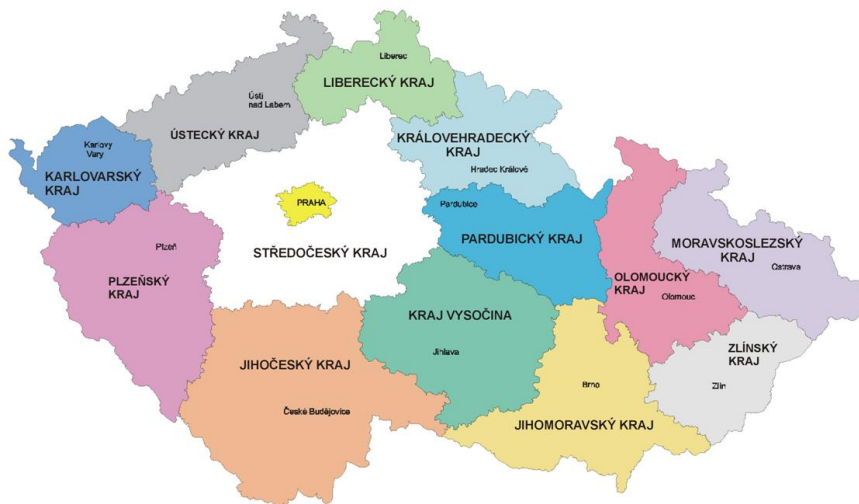 Liberec
LIBERECKÝ KRAJ
Ústí
nad Labem
ÚSTECKÝ KRAJ
KRÁLOVEHRADECKÝ
KRAJ
Hradec Králové
Karlovy
Vary
KARLOVARSKÝ
KRAJ
PRAHA
STŘEDOČESKÝ KRAJ
Pardubice
PARDUBICKÝ KRAJ
Plzeň
PLZEŇSKÝ
KRAJ
MORAVSKOSLEZSKÝ
KRAJ
Ostrava
OLOMOUCKÝ
KRAJ
Olomouc
KRAJ VYSOČINA
Jihlava
JIHOČESKÝ KRAJ
České Budějovice
ZLÍNSKÝ
KRAJ
Zlín
Brno
JIHOMORAVSKÝ KRAJ